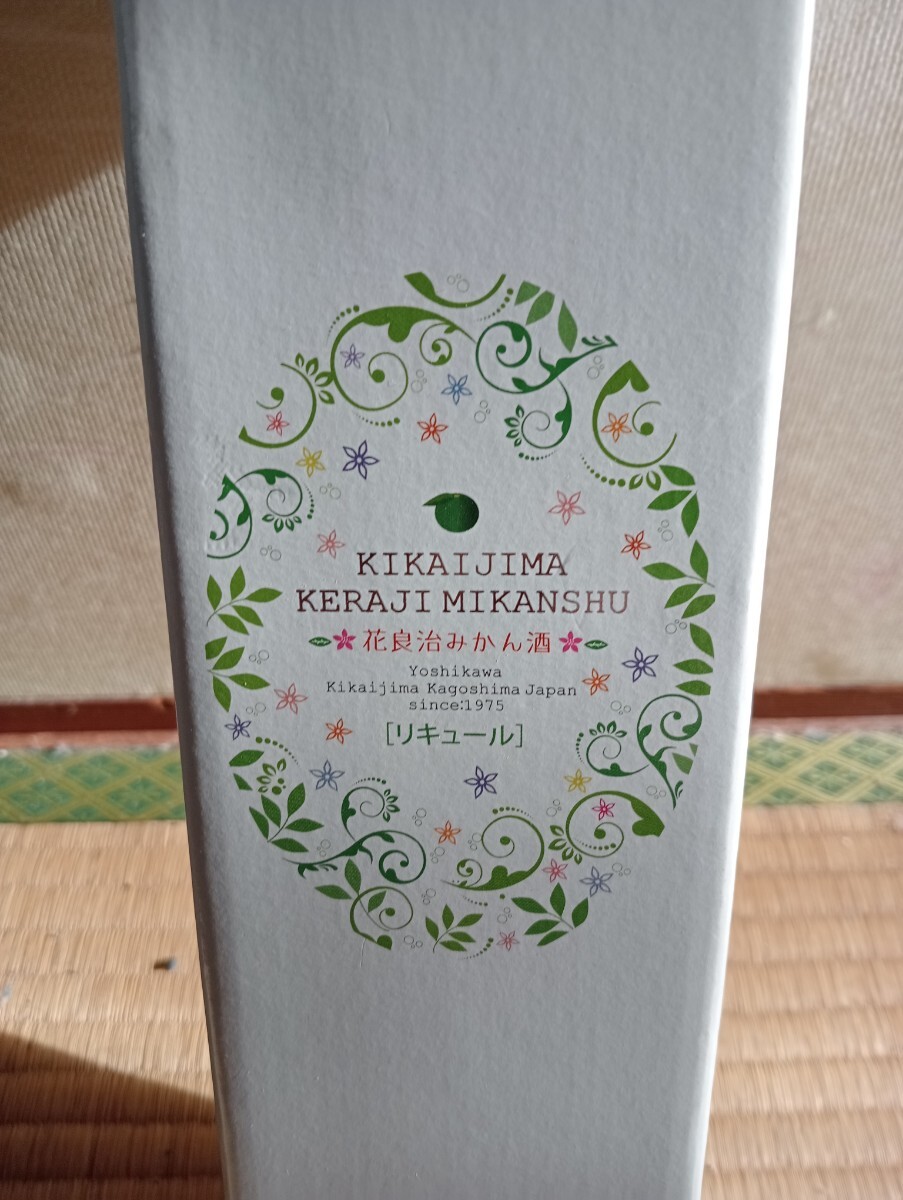 KIKAIJIMA
KERAJI MIKANSHU
花良治みかん酒
Yoshikawa
Kikaijima Kagoshima Japan
since:1975
[リキュール]